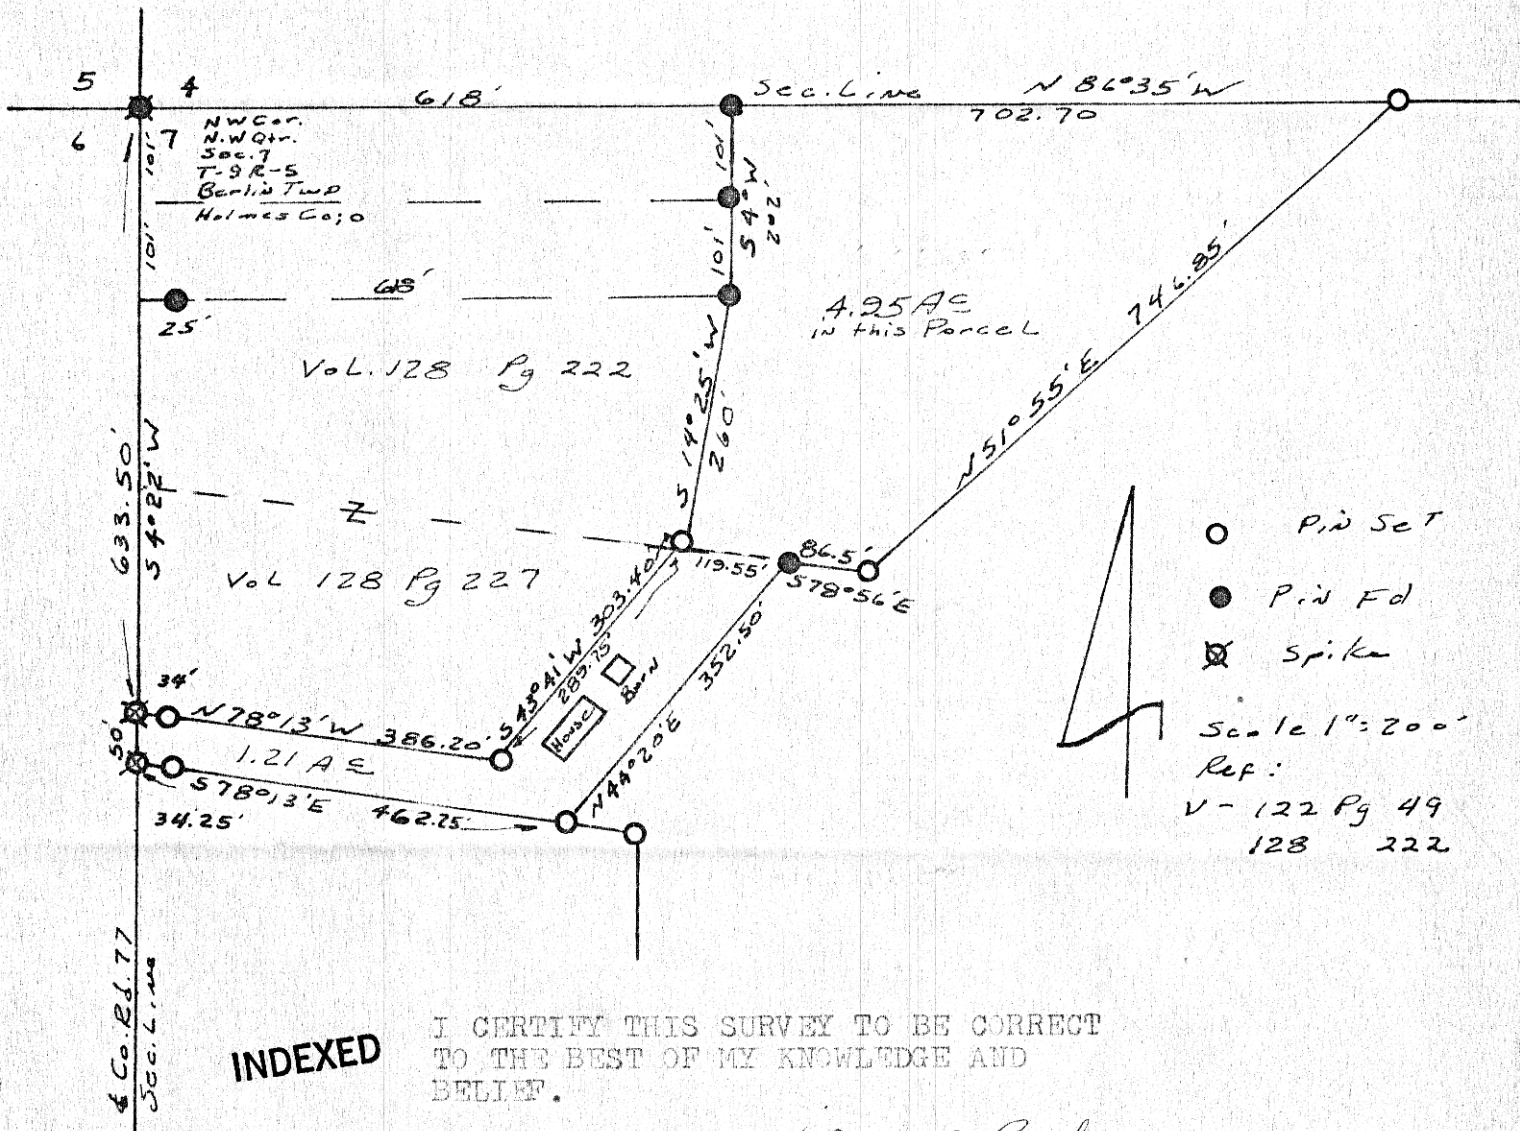 5 4
6 7
618'
Sec. Line
N 86°35' W
702.70
N W Cor.
N.W Qtr.
Sec. 7
T-9 R-5
Berlin Twp
Holmes Co; O
101'
101'
101'
101'
S 4° W
202'
618'
25'
4.95 Ac
in this Parcel
746.85'
N 51° 55' E
VoL. 128 Pg 222
S 14° 25' W
260'
633.50'
S 4° 22' W
Z
VoL 128 Pg 227
119.55'
86.5'
S 78° 56' E
S 43° 41' W 303.40'
289.75'
House
Barn
352.50'
N 44° 20' E
34'
N 78° 13' W 386.20'
50'
1.21 Ac
S 78° 13' E 462.75'
34.25'
Pin Set
Pin Fd
Spike
Scale 1" = 200'
Ref :
V - 122 Pg 49
128 222
¢ Co. Rd. 77
Sec. Line
INDEXED
I CERTIFY THIS SURVEY TO BE CORRECT
TO THE BEST OF MY KNOWLEDGE AND
BELIEF.